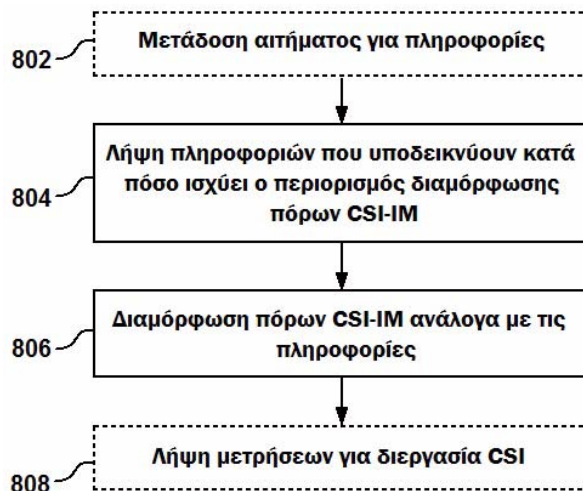 802
Μετάδοση αιτήματος για πληροφορίες
804
Λήψη πληροφοριών που υποδεικνύουν κατά
πόσο ισχύει ο περιορισμός διαμόρφωσης
πόρων CSI-IM
806
Διαμόρφωση πόρων CSI-IM ανάλογα με τις
πληροφορίες
808
Λήψη μετρήσεων για διεργασία CSI